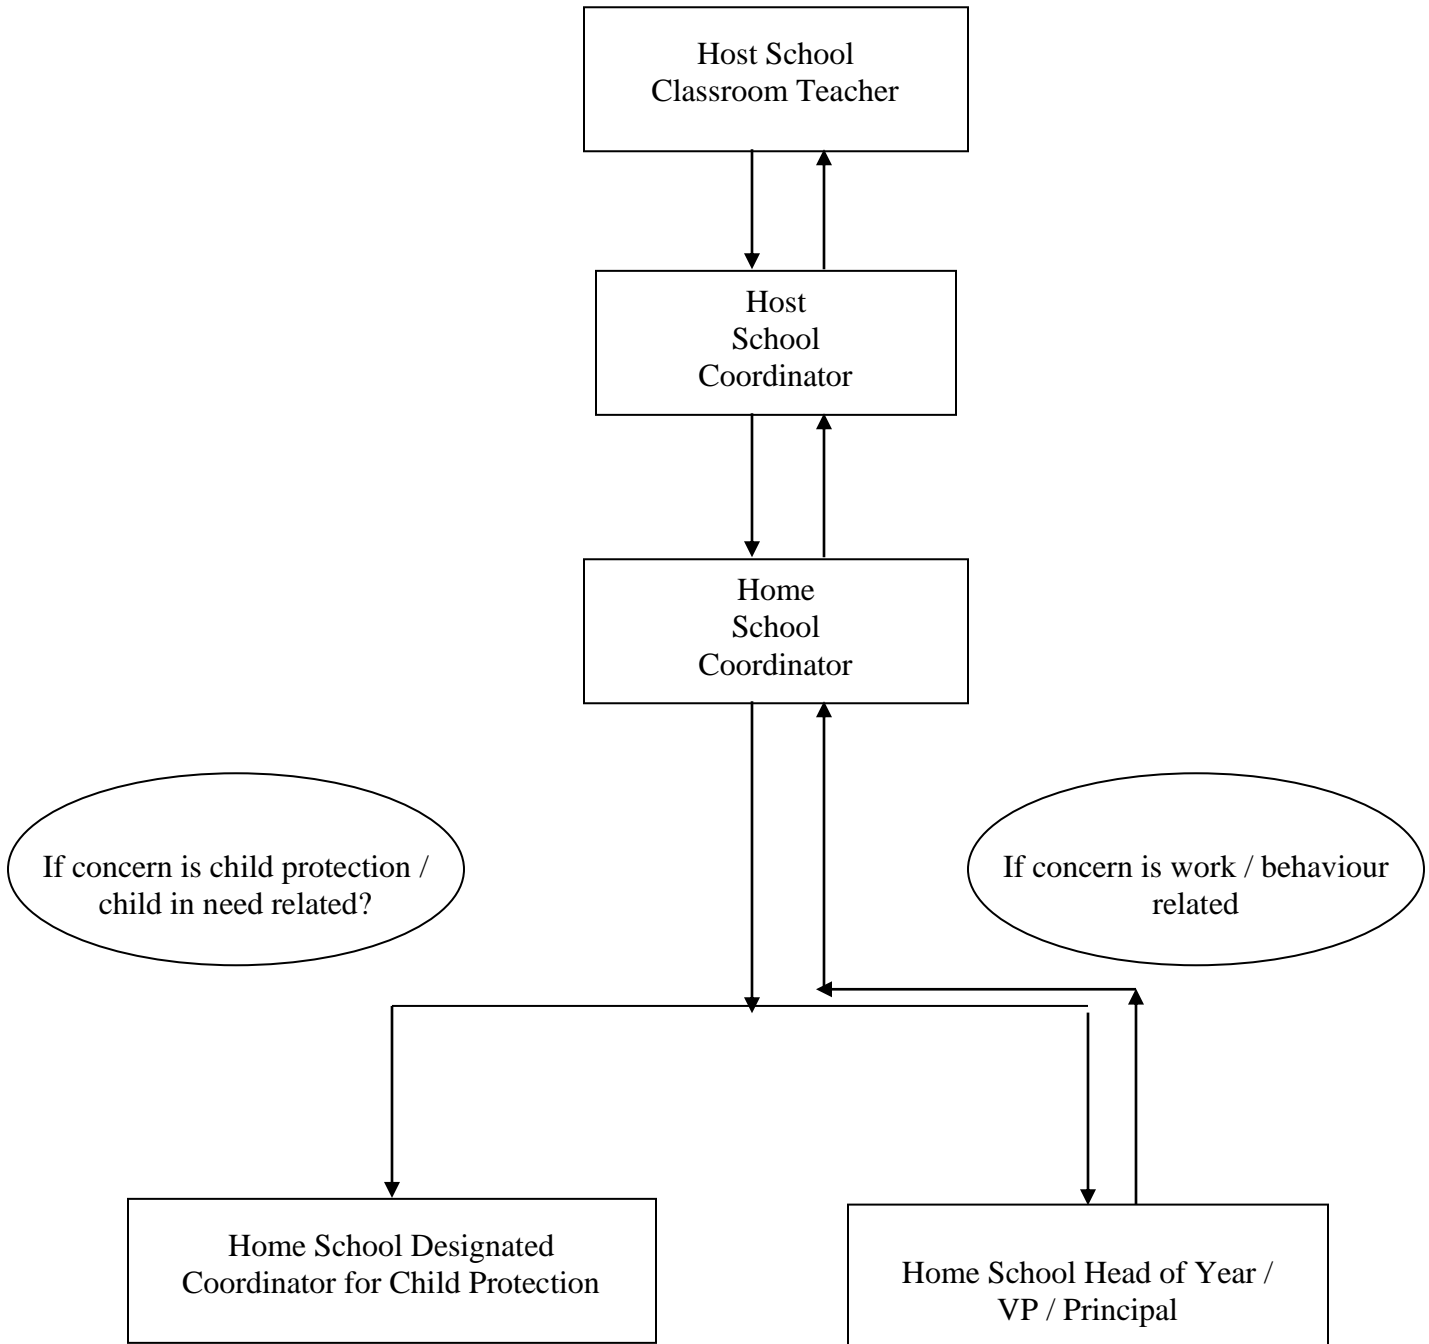 Host School
Classroom Teacher
Host
School
Coordinator
Home
School
Coordinator
If concern is child protection /
child in need related?
If concern is work / behaviour
related
Home School Designated
Coordinator for Child Protection
Home School Head of Year /
VP / Principal